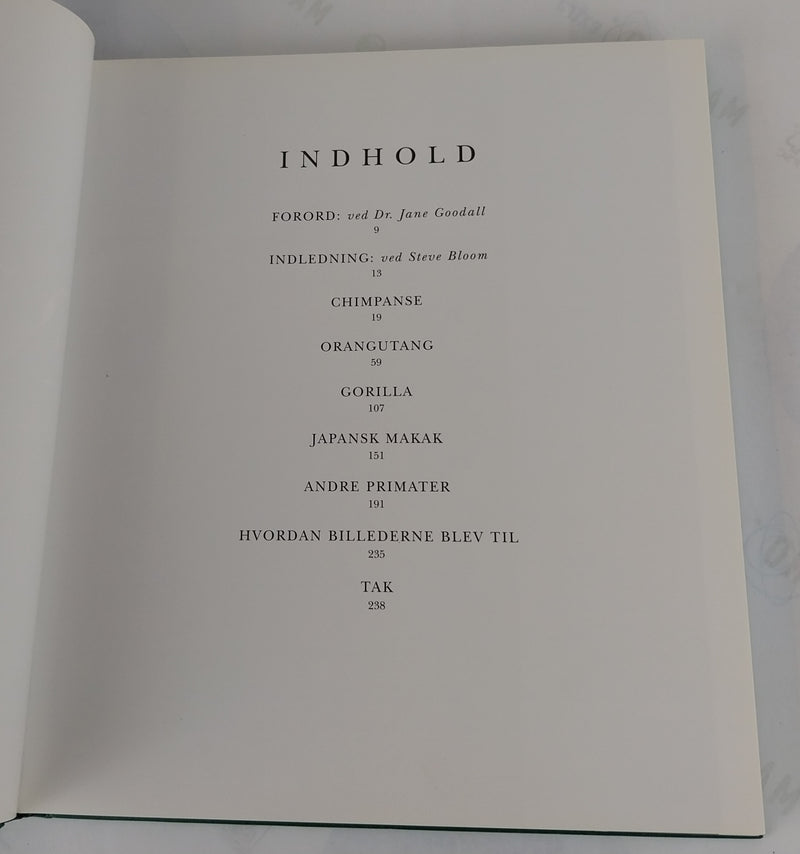 INDHOLD
FORORD: ved Dr. Jane Goodall
9
INDLEDNING: ved Steve Bloom
13
CHIMPANSE
19
ORANGUTANG
59
GORILLA
107
JAPANSK MAKAK
151
ANDRE PRIMATER
191
HVORDAN BILLEDERNE BLEV TIL
235
TAK
238